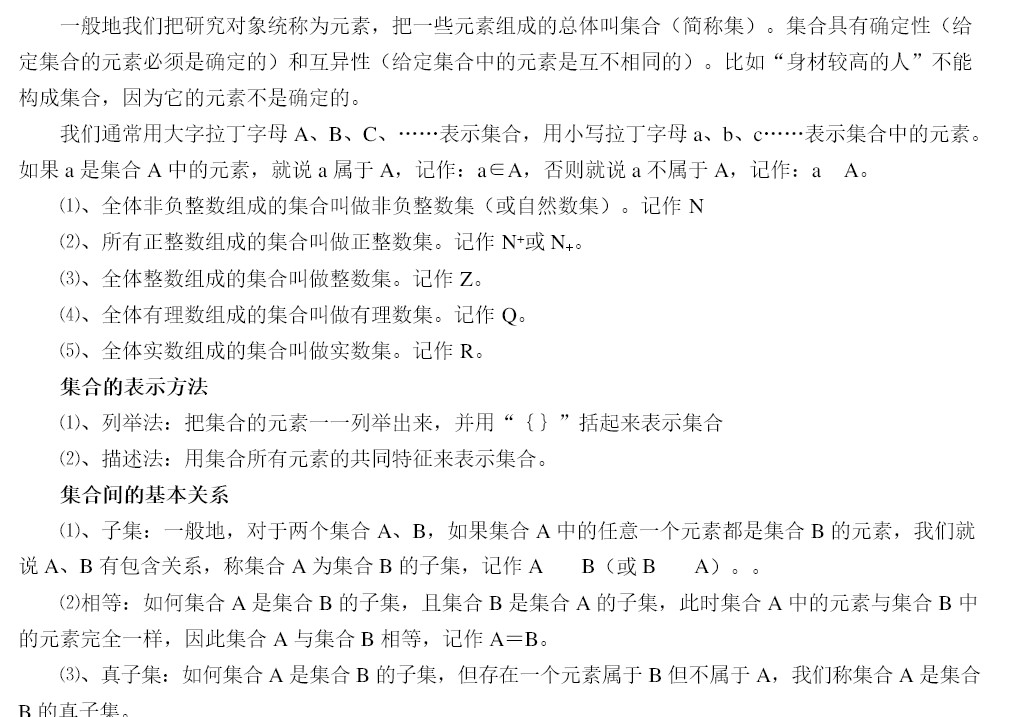 一般地我们把研究对象统称为元素，把一些元素组成的总体叫集合（简称集）。集合具有确定性（给
定集合的元素必须是确定的）和互异性（给定集合中的元素是互不相同的）。比如“身材较高的人”不能
构成集合，因为它的元素不是确定的。
我们通常用大字拉丁字母 A、B、C、……表示集合，用小写拉丁字母 a、b、c……表示集合中的元素。
如果 a 是集合 A 中的元素，就说 a 属于 A，记作：a∈A，否则就说 a 不属于 A，记作：a A。
⑴、全体非负整数组成的集合叫做非负整数集（或自然数集）。记作 N
⑵、所有正整数组成的集合叫做正整数集。记作 N⁺或 N₊。
⑶、全体整数组成的集合叫做整数集。记作 Z。
⑷、全体有理数组成的集合叫做有理数集。记作 Q。
⑸、全体实数组成的集合叫做实数集。记作 R。
集合的表示方法
⑴、列举法：把集合的元素一一列举出来，并用“｛｝”括起来表示集合
⑵、描述法：用集合所有元素的共同特征来表示集合。
集合间的基本关系
⑴、子集：一般地，对于两个集合 A、B，如果集合 A 中的任意一个元素都是集合 B 的元素，我们就
说 A、B 有包含关系，称集合 A 为集合 B 的子集，记作 A B（或 B A）。。
⑵相等：如何集合 A 是集合 B 的子集，且集合 B 是集合 A 的子集，此时集合 A 中的元素与集合 B 中
的元素完全一样，因此集合 A 与集合 B 相等，记作 A＝B。
⑶、真子集：如何集合 A 是集合 B 的子集，但存在一个元素属于 B 但不属于 A，我们称集合 A 是集合
B 的真子集。